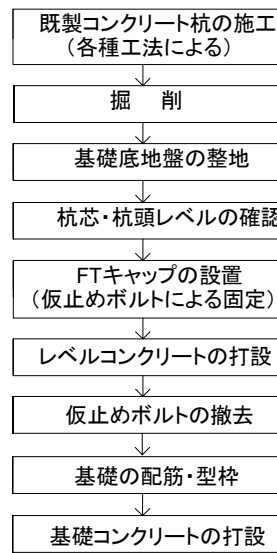 既製コンクリート杭の施工
（各種工法による）
掘　削
基礎底地盤の整地
杭芯・杭頭レベルの確認
FTキャップの設置
（仮止めボルトによる固定）
レベルコンクリートの打設
仮止めボルトの撤去
基礎の配筋・型枠
基礎コンクリートの打設